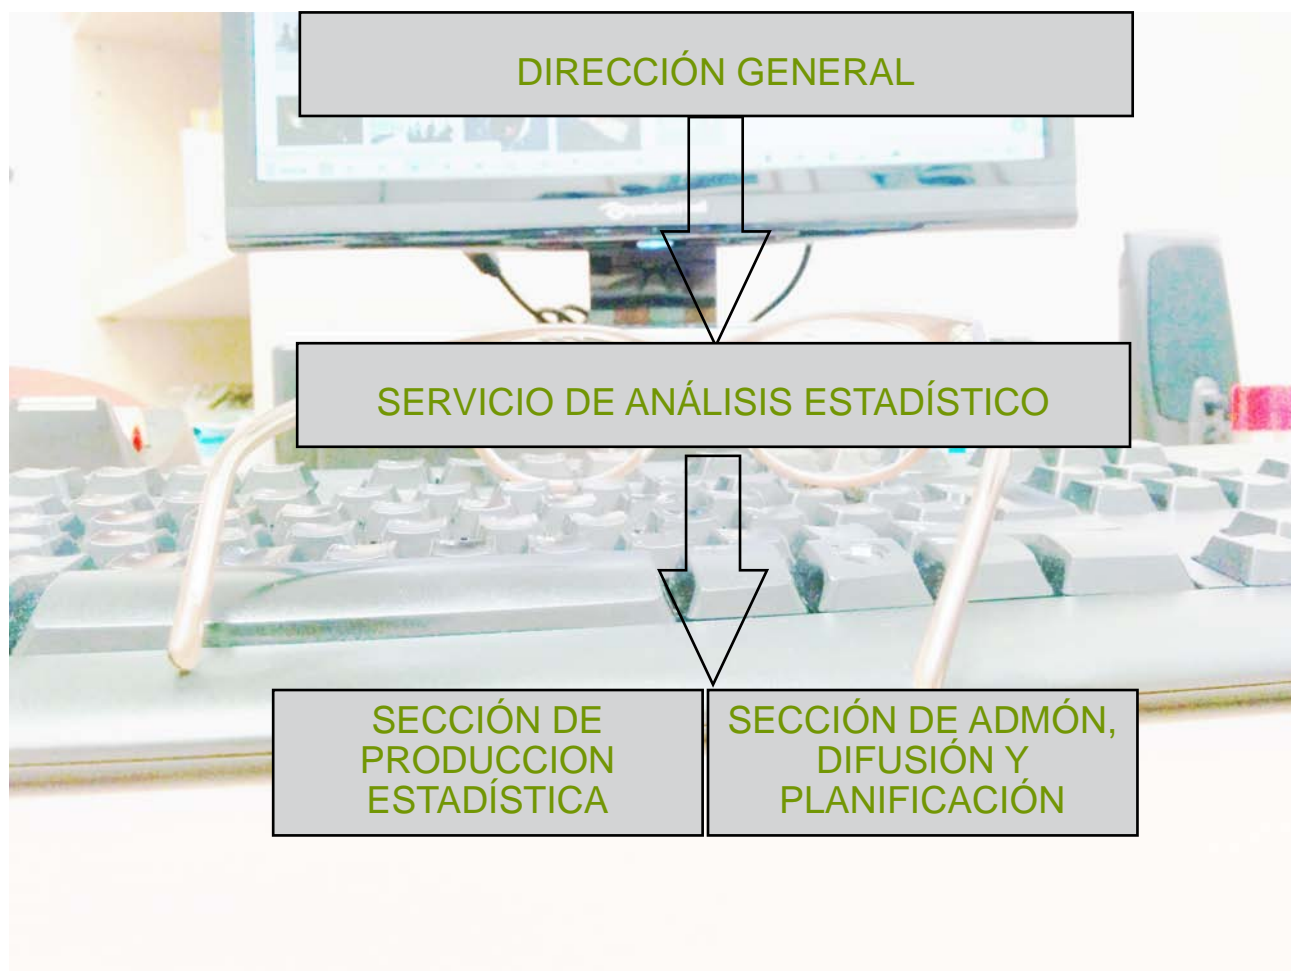 DIRECCIÓN GENERAL
SERVICIO DE ANÁLISIS ESTADÍSTICO
SECCIÓN DE
PRODUCCION
ESTADÍSTICA
SECCIÓN DE ADMÓN,
DIFUSIÓN Y
PLANIFICACIÓN